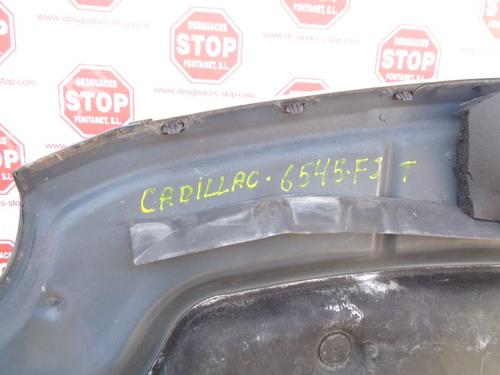 DESGUACES
STOP
FONTANET, S.L.
www.desguaces-stop.com
CADILLAC · 6545 · FJ T